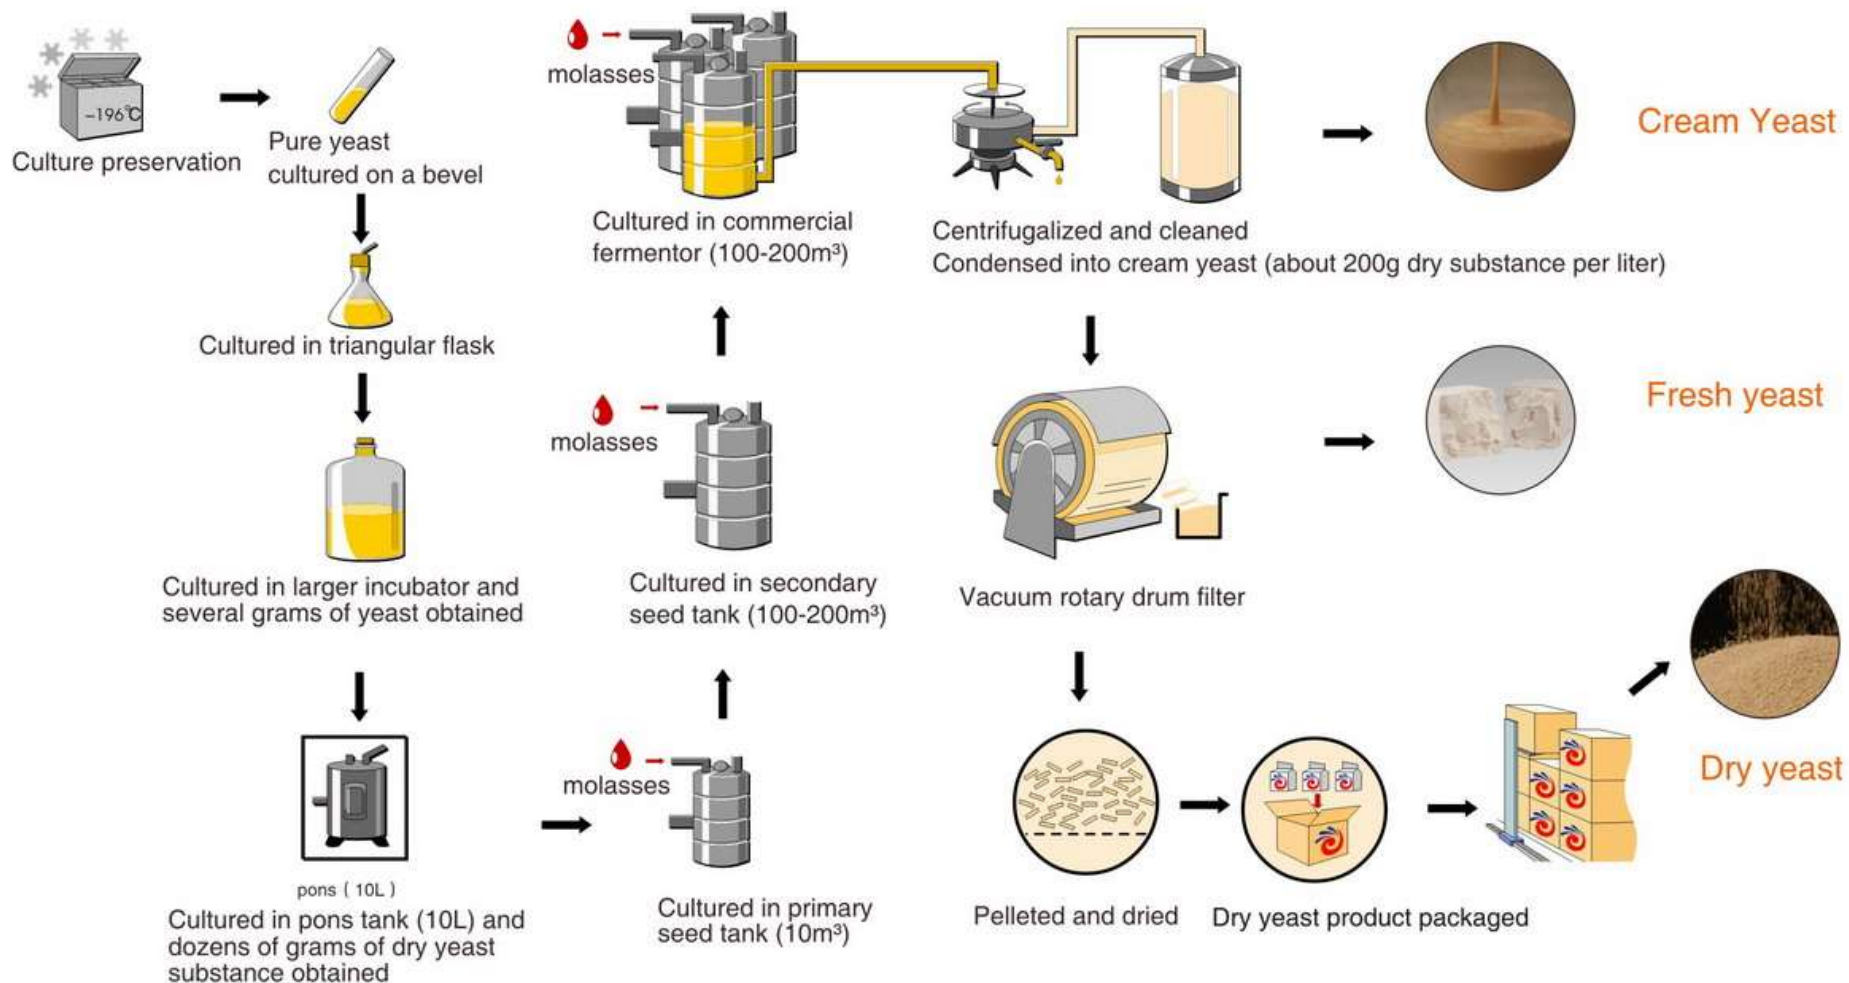 −196°C
Culture preservation
Pure yeast
cultured on a bevel
Cultured in triangular flask
Cultured in larger incubator and
several grams of yeast obtained
pons ( 10L )
Cultured in pons tank (10L) and
dozens of grams of dry yeast
substance obtained
molasses
Cultured in primary
seed tank (10m³)
molasses
Cultured in secondary
seed tank (100-200m³)
molasses
Cultured in commercial
fermentor (100-200m³)
Centrifugalized and cleaned
Condensed into cream yeast (about 200g dry substance per liter)
Cream Yeast
Vacuum rotary drum filter
Fresh yeast
Pelleted and dried
Dry yeast product packaged
Dry yeast